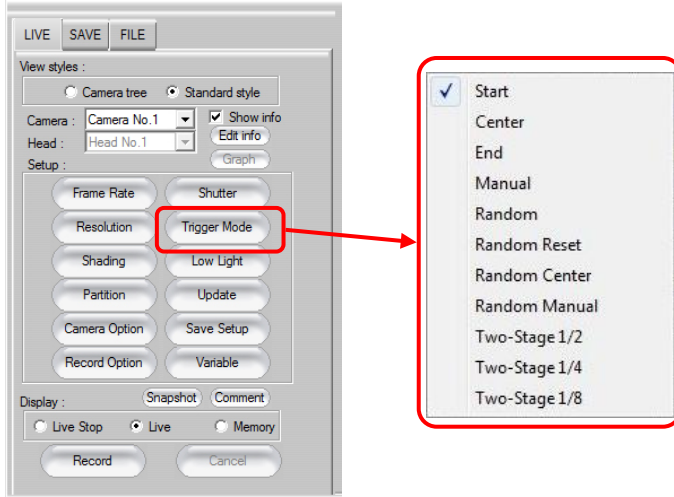 LIVE SAVE FILE
View styles :
Camera tree Standard style
Camera : Camera No.1 Show info
Head : Head No.1 Edit info
Setup : Graph
Frame Rate Shutter
Resolution Trigger Mode
Shading Low Light
Partition Update
Camera Option Save Setup
Record Option Variable
Display : Snapshot Comment
Live Stop Live Memory
Record Cancel
Start
Center
End
Manual
Random
Random Reset
Random Center
Random Manual
Two-Stage 1/2
Two-Stage 1/4
Two-Stage 1/8